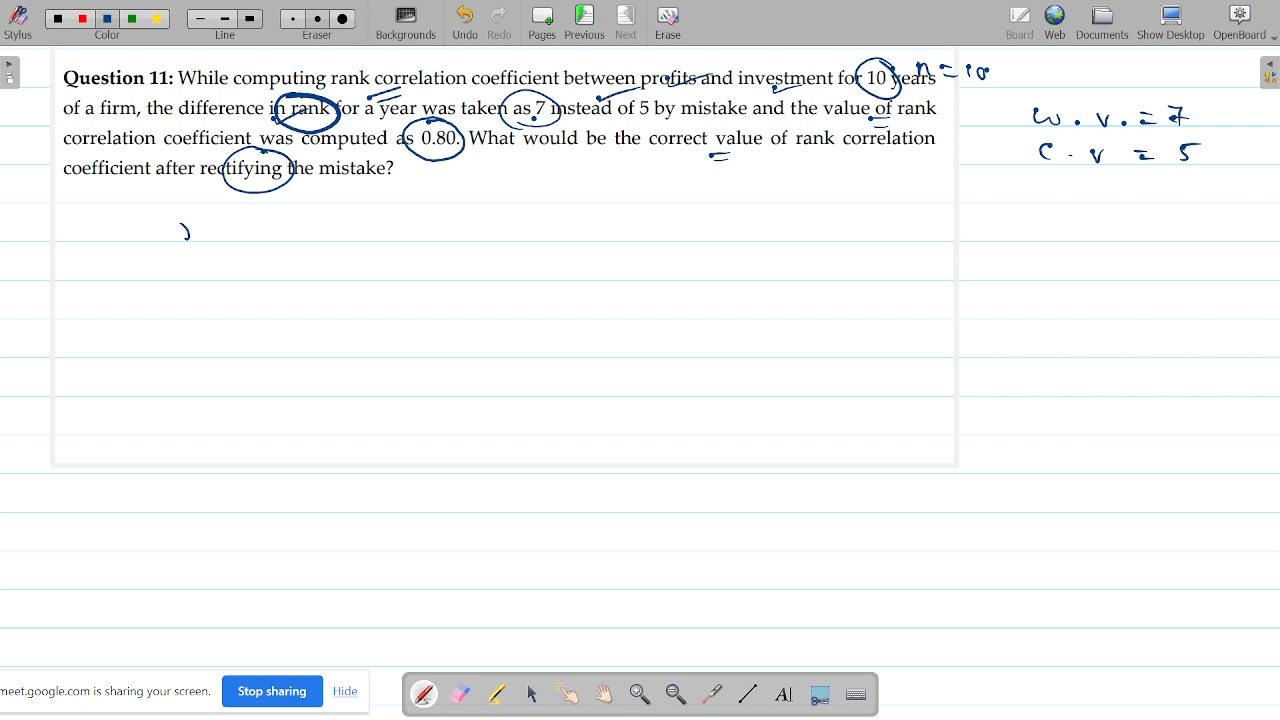 Stylus
Color
Line
Eraser
Backgrounds
Undo
Redo
Pages
Previous
Next
Erase
Board
Web
Documents
Show Desktop
OpenBoard
Question 11: While computing rank correlation coefficient between profits and investment for 10 years
of a firm, the difference in rank for a year was taken as 7 instead of 5 by mistake and the value of rank
correlation coefficient was computed as 0.80. What would be the correct value of rank correlation
coefficient after rectifying the mistake?
n = 10
W. V. = 7
C. V = 5
meet.google.com is sharing your screen.
Stop sharing
Hide